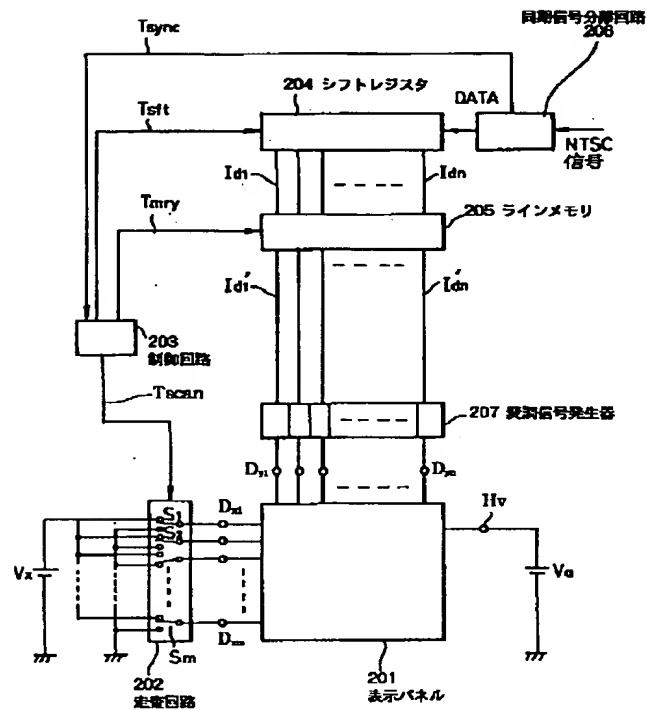 同期信号分離回路
206
Tsync
204 シフトレジスタ
DATA
Tsft
NTSC
信号
Id1
Idn
Tmry
205 ラインメモリ
Id1'
Idn'
203
制御回路
Tscan
207 変調信号発生器
Dy1
Dyn
Hv
S1
Dx1
S2
Vx
Va
Sm
Dxm
202
走査回路
201
表示パネル